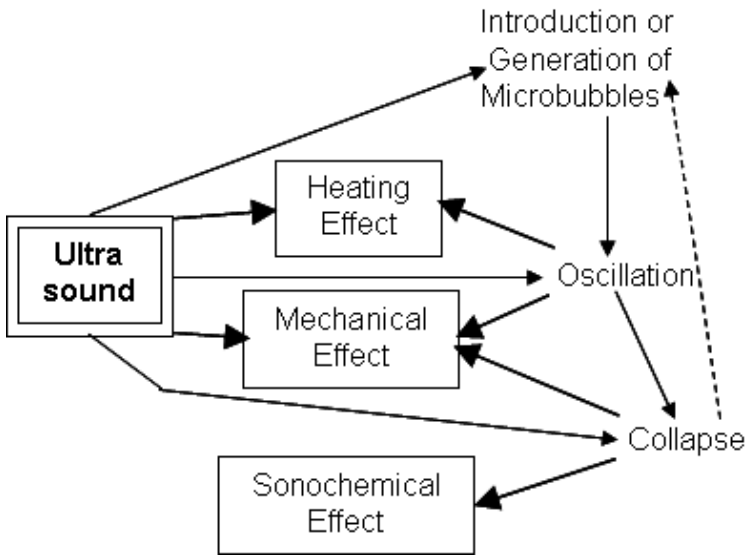 Introduction or
Generation of
Microbubbles
Heating
Effect
Ultra
sound
Oscillation
Mechanical
Effect
Collapse
Sonochemical
Effect